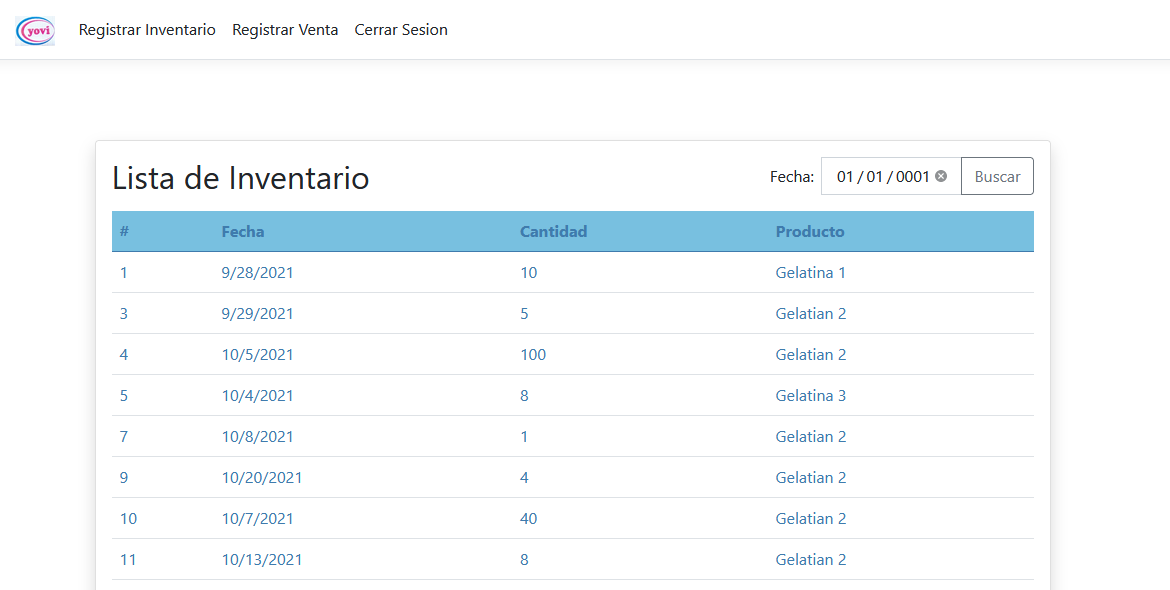 yovi Registrar Inventario Registrar Venta Cerrar Sesion
Lista de Inventario Fecha: 01 / 01 / 0001 Buscar
# Fecha Cantidad Producto
1 9/28/2021 10 Gelatina 1
3 9/29/2021 5 Gelatian 2
4 10/5/2021 100 Gelatian 2
5 10/4/2021 8 Gelatina 3
7 10/8/2021 1 Gelatian 2
9 10/20/2021 4 Gelatian 2
10 10/7/2021 40 Gelatian 2
11 10/13/2021 8 Gelatian 2